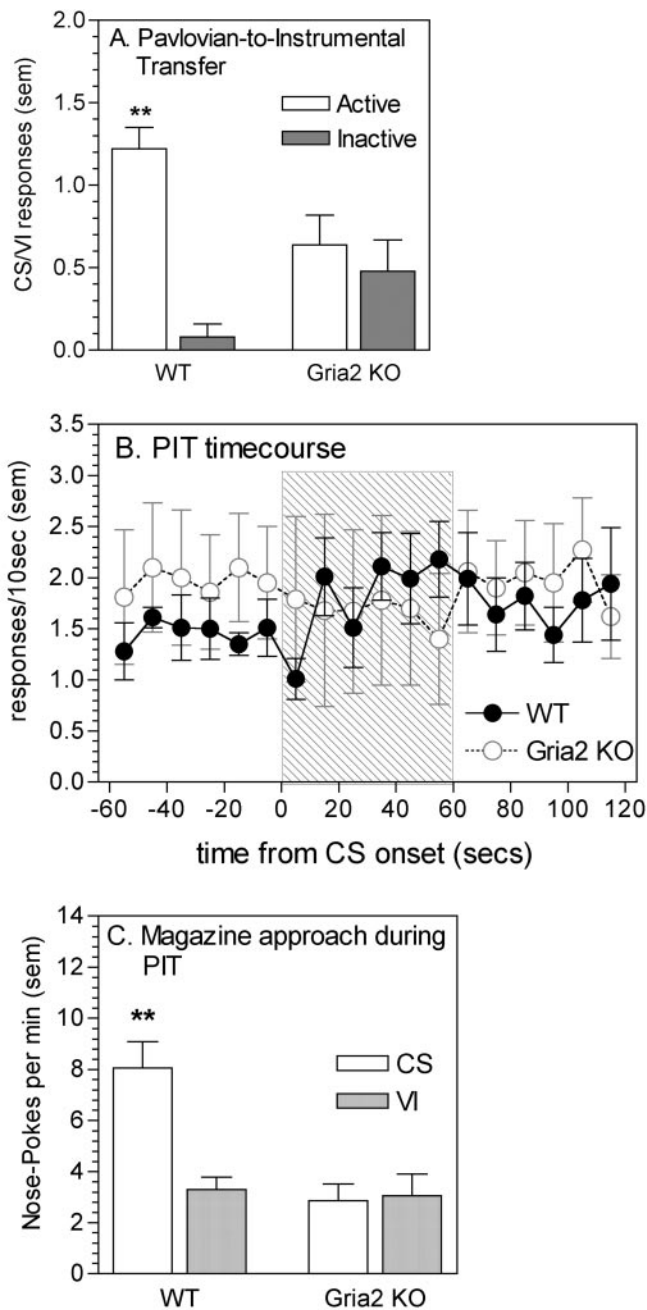 A. Pavlovian-to-Instrumental
Transfer
CS/VI responses (sem)
2.0
1.5
1.0
0.5
0.0
**
Active
Inactive
WT
Gria2 KO
B. PIT timecourse
responses/10sec (sem)
3.5
3.0
2.5
2.0
1.5
1.0
0.5
0.0
WT
Gria2 KO
-60 -40 -20 0 20 40 60 80 100 120
time from CS onset (secs)
C. Magazine approach during
PIT
Nose-Pokes per min (sem)
14
12
10
8
6
4
2
0
**
CS
VI
WT
Gria2 KO